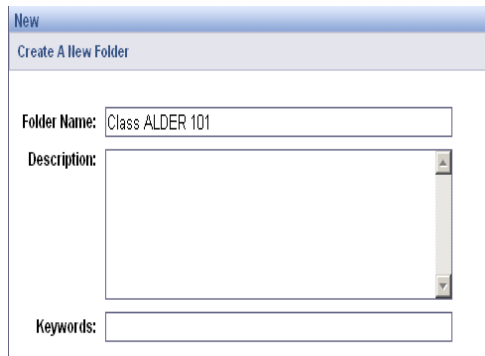 New
Create A New Folder
Folder Name: Class ALDER 101
Description:
Keywords: